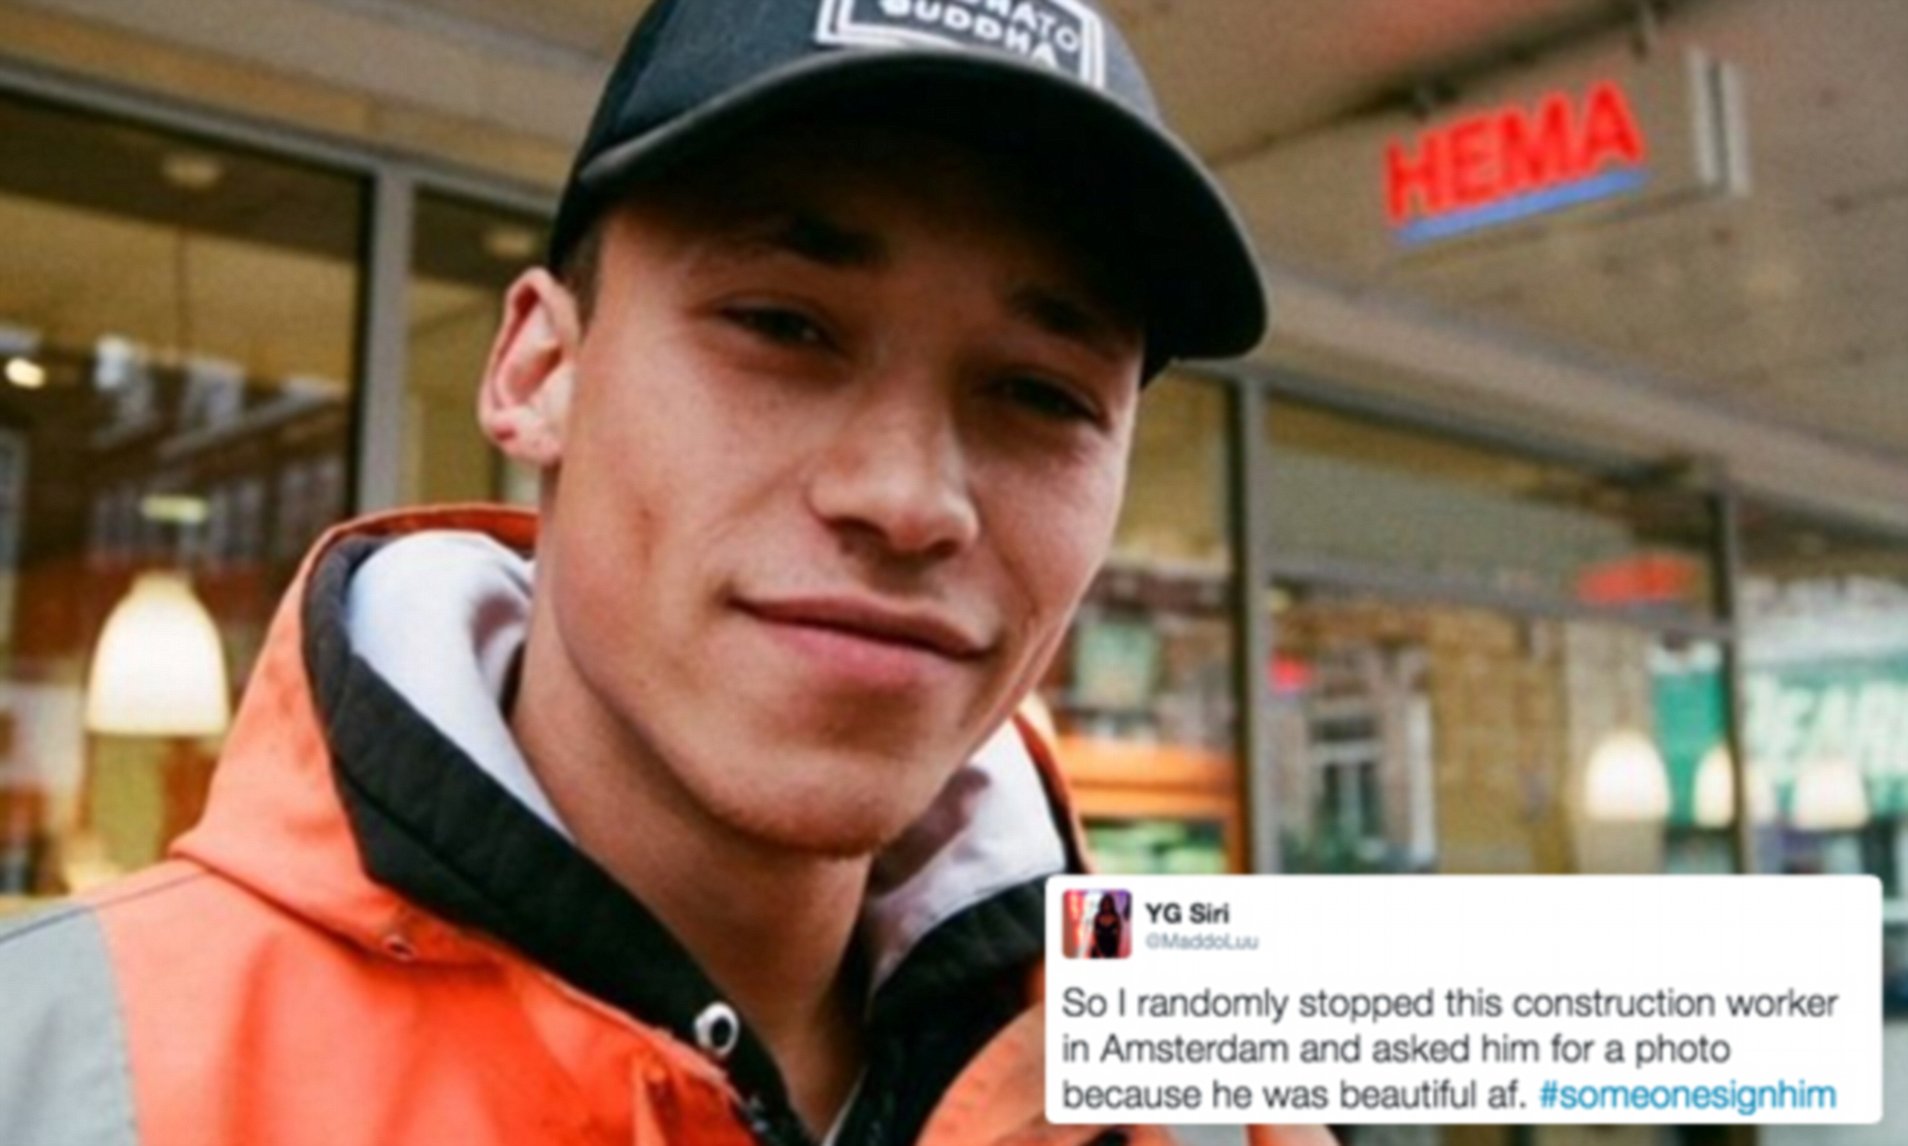 BUDDHA
HEMA
YG Siri
@MaddoLuu
So I randomly stopped this construction worker
in Amsterdam and asked him for a photo
because he was beautiful af. #someonesignhim